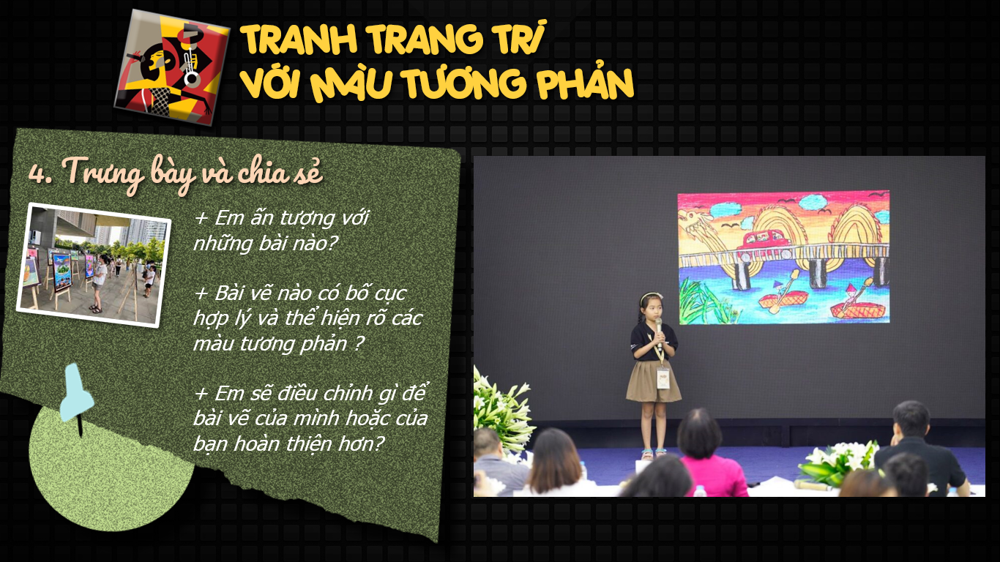 TRANH TRANG TRÍ
VỚI MÀU TƯƠNG PHẢN
4. Trưng bày và chia sẻ
+ Em ấn tượng với
những bài nào?
+ Bài vẽ nào có bố cục
hợp lý và thể hiện rõ các
màu tương phản ?
+ Em sẽ điều chỉnh gì để
bài vẽ của mình hoặc của
bạn hoàn thiện hơn?